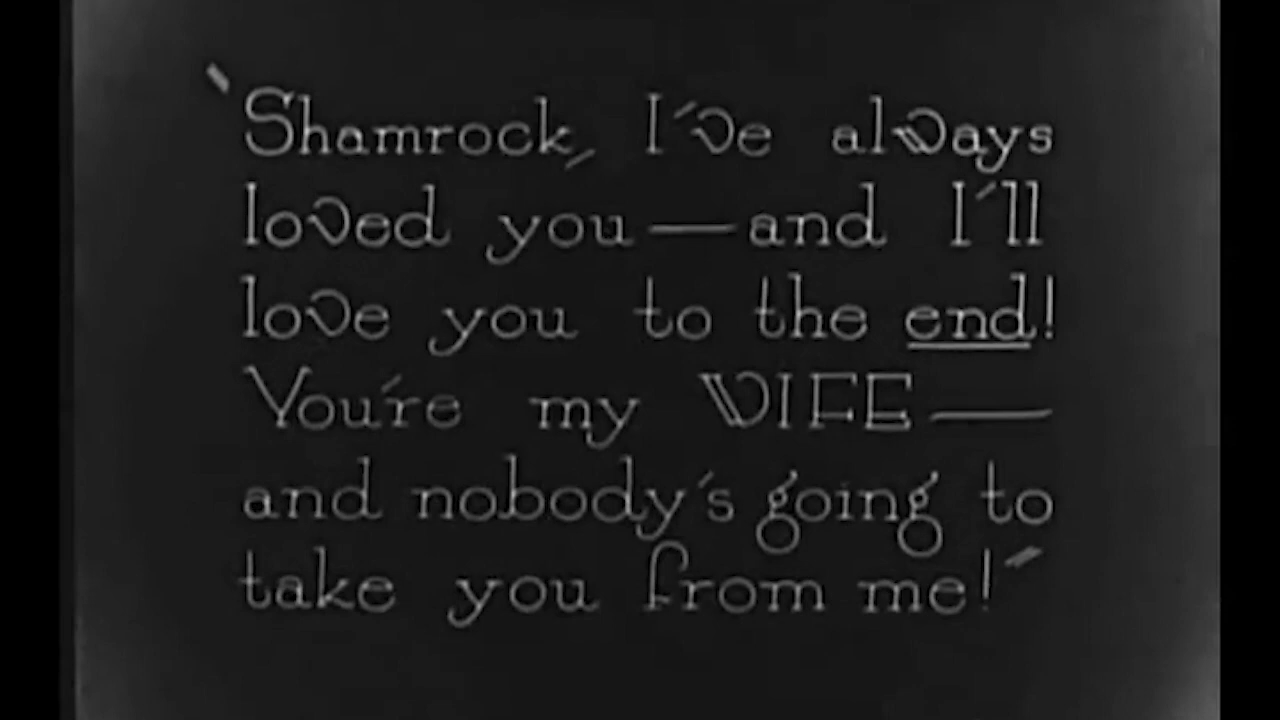 "Shamrock, I've always
loved you—and I'll
love you to the end!
You're my WIFE—
and nobody's going to
take you from me!"